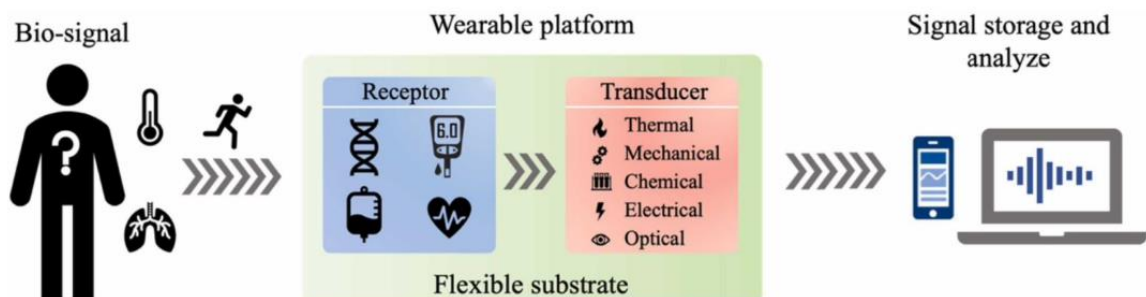 Bio-signal
Wearable platform
Signal storage and
analyze
Receptor
6.0
Transducer
Thermal
Mechanical
Chemical
Electrical
Optical
Flexible substrate
?